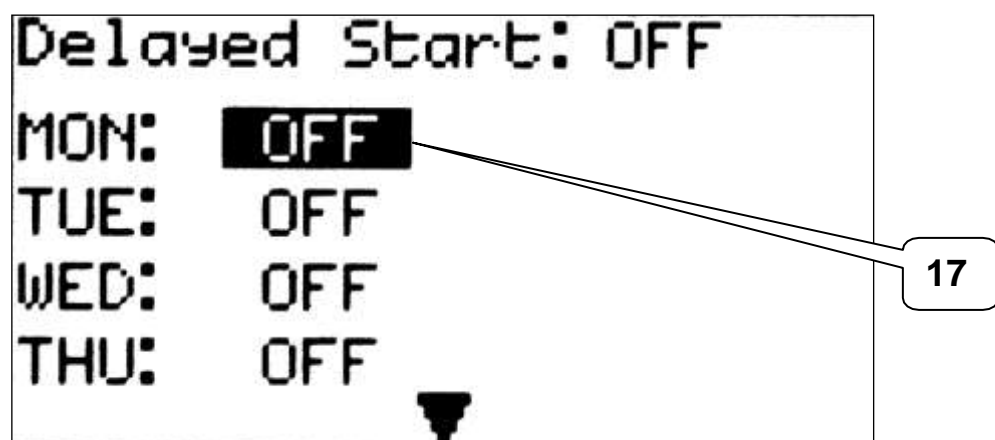 Delayed Start: OFF
MON: OFF
TUE: OFF
WED: OFF
17
THU: OFF